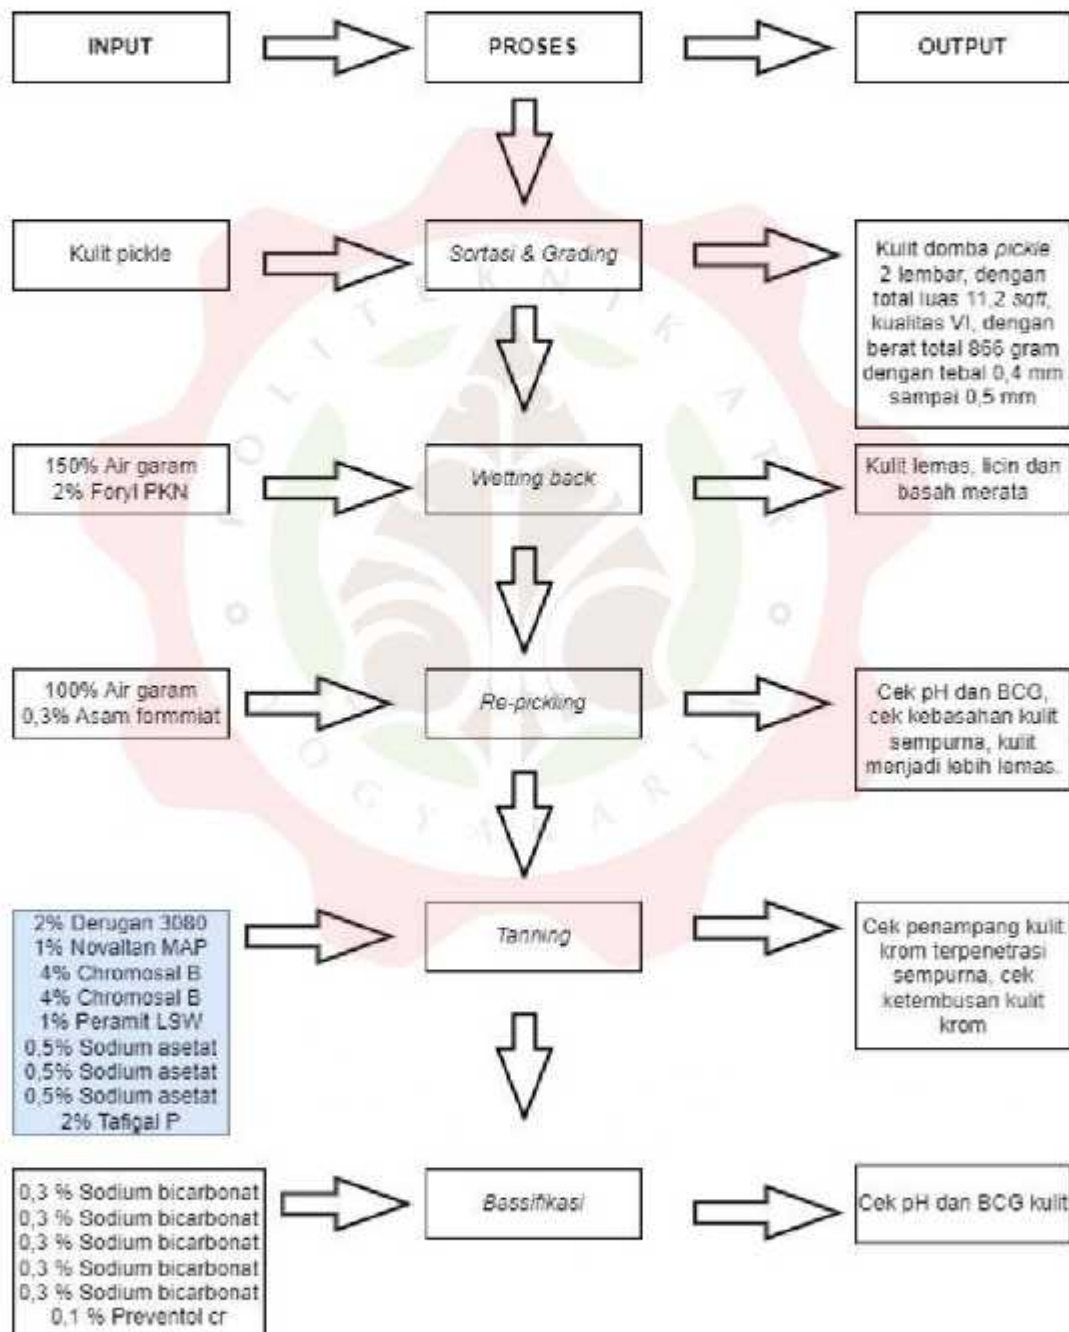 INPUT
PROSES
OUTPUT
Kulit pickle
Sortasi & Grading
Kulit domba pickle
2 lembar, dengan
total luas 11,2 sqft,
kualitas VI, dengan
berat total 866 gram
dengan tebal 0,4 mm
sampai 0,5 mm
150% Air garam
2% Foryl PKN
Wetting back
Kulit lemas, licin dan
basah merata
100% Air garam
0,3% Asam formmiat
Re-pickling
Cek pH dan BCG,
cek kebasahan kulit
sempurna, kulit
menjadi lebih lemas.
2% Derugan 3080
1% Novaltan MAP
4% Chromosal B
4% Chromosal B
1% Peramit LSW
0,5% Sodium asetat
0,5% Sodium asetat
0,5% Sodium asetat
2% Tafigal P
Tanning
Cek penampang kulit
krom terpenetrasi
sempurna, cek
ketembusan kulit
krom
0,3 % Sodium bicarbonat
0,3 % Sodium bicarbonat
0,3 % Sodium bicarbonat
0,3 % Sodium bicarbonat
0,3 % Sodium bicarbonat
0,1 % Preventol cr
Bassifikasi
Cek pH dan BCG kulit
POLITEKNIK ATK
YOGYAKARTA